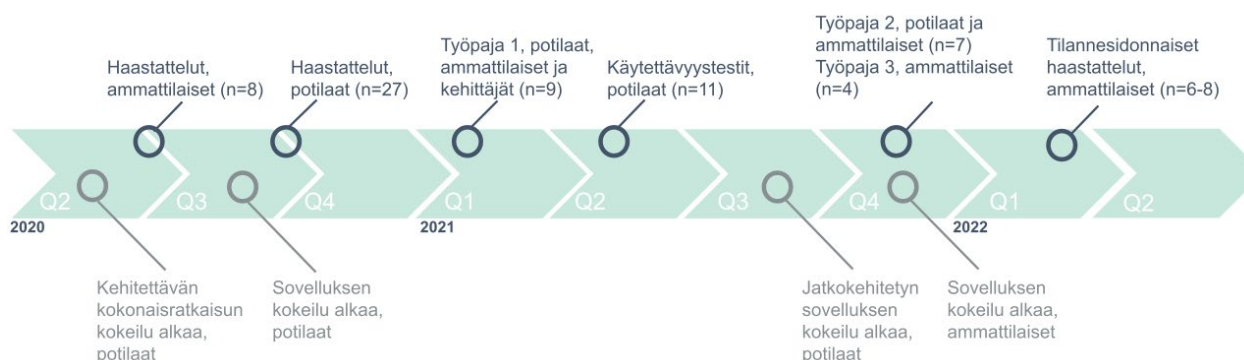 Haastattelut,
ammattilaiset (n=8)
Haastattelut,
potilaat (n=27)
Työpaja 1, potilaat,
ammattilaiset ja
kehittäjät (n=9)
Käytettävyystestit,
potilaat (n=11)
Työpaja 2, potilaat ja
ammattilaiset (n=7)
Työpaja 3, ammattilaiset
(n=4)
Tilannesidonnaiset
haastattelut,
ammattilaiset (n=6-8)
Q2
Q3
Q4
Q1
Q2
Q3
Q4
Q1
Q2
2020
2021
2022
Kehitettävän
kokonaisratkaisun
kokeilu alkaa,
potilaat
Sovelluksen
kokeilu alkaa,
potilaat
Jatkokehitetyn
sovelluksen
kokeilu alkaa,
potilaat
Sovelluksen
kokeilu alkaa,
ammattilaiset